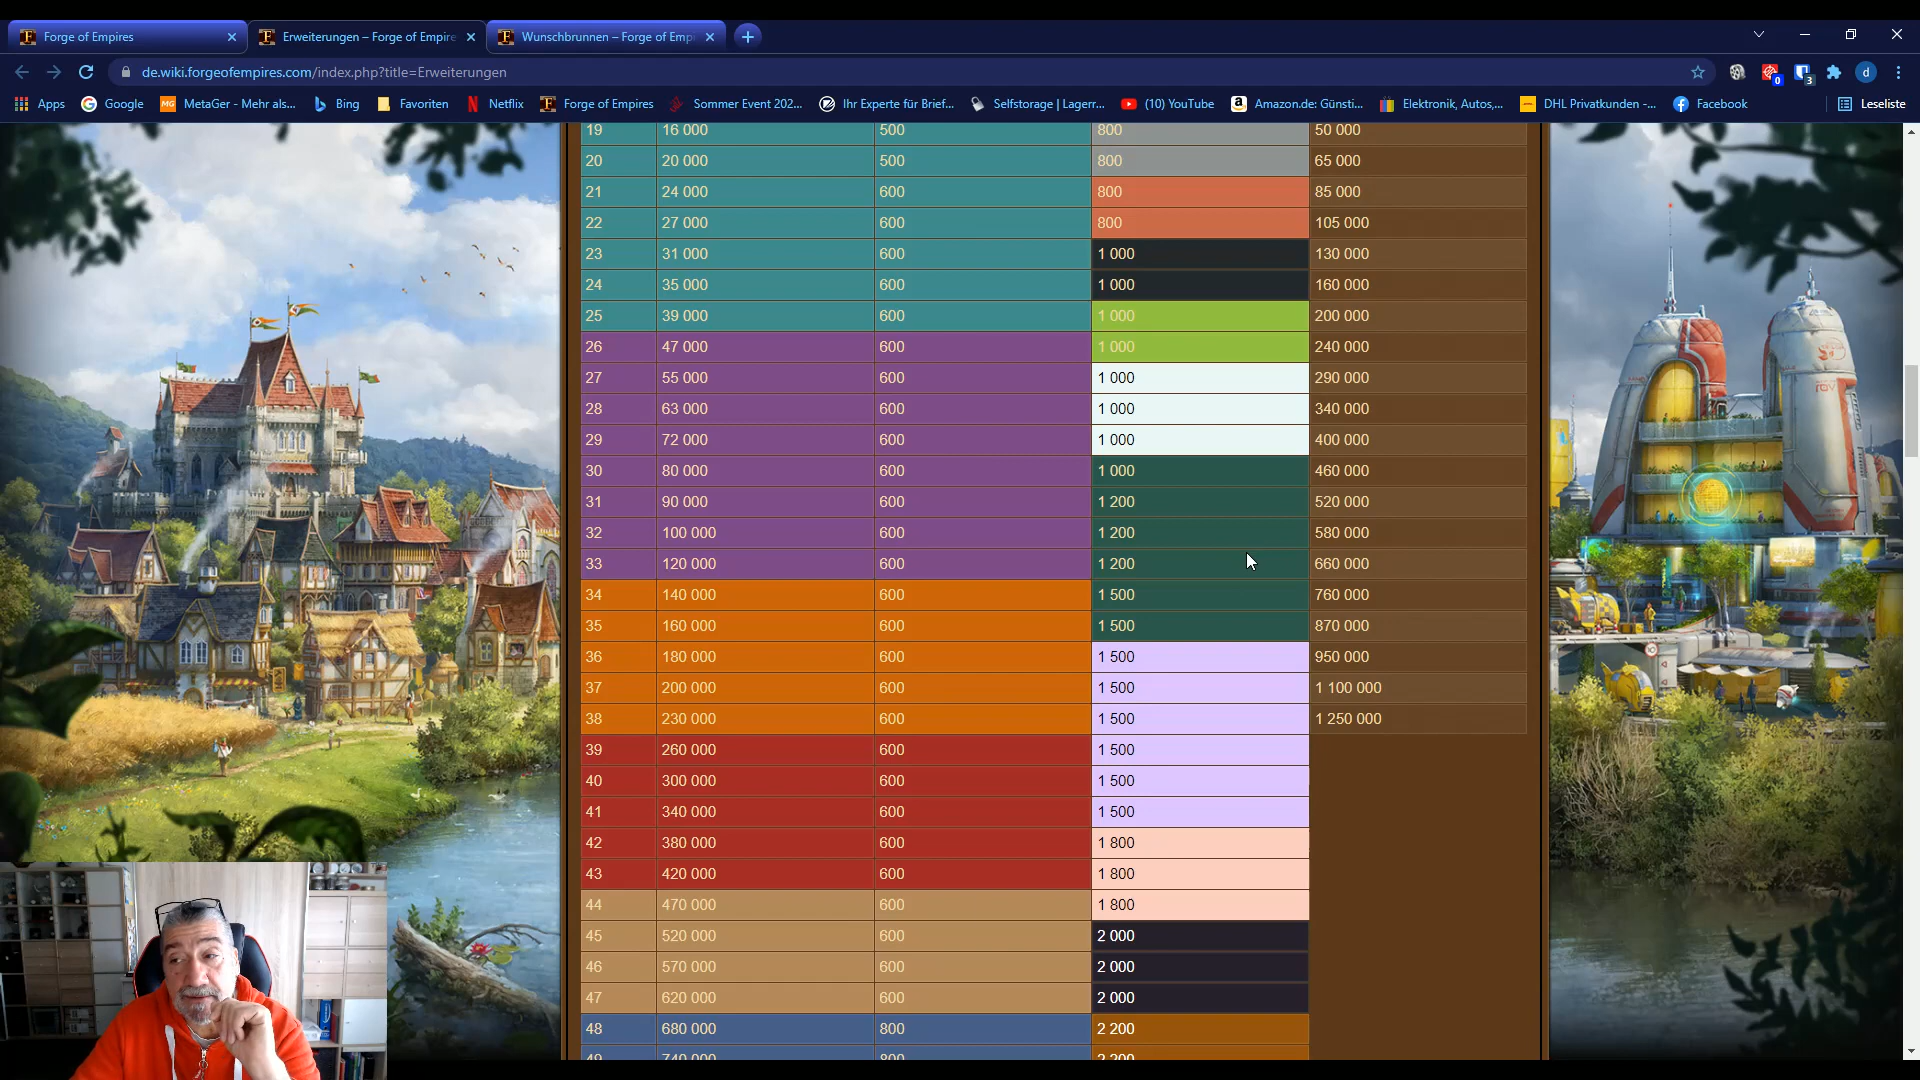 Forge of Empires
Erweiterungen – Forge of Empire
Wunschbrunnen – Forge of Emp
de.wiki.forgeofempires.com/index.php?title=Erweiterungen
d
0
3
Apps
Google
MG
MetaGer - Mehr als...
Bing
Favoriten
Netflix
Forge of Empires
Sommer Event 202...
Ihr Experte für Brief...
Selfstorage | Lagerr...
(10) YouTube
Amazon.de: Günsti...
Elektronik, Autos,...
DHL Privatkunden -...
Facebook
Leseliste
19 16 000 500 800 50 000
20 20 000 500 800 65 000
21 24 000 600 800 85 000
22 27 000 600 800 105 000
23 31 000 600 1 000 130 000
24 35 000 600 1 000 160 000
25 39 000 600 1 000 200 000
26 47 000 600 1 000 240 000
27 55 000 600 1 000 290 000
28 63 000 600 1 000 340 000
29 72 000 600 1 000 400 000
30 80 000 600 1 000 460 000
31 90 000 600 1 200 520 000
32 100 000 600 1 200 580 000
33 120 000 600 1 200 660 000
34 140 000 600 1 500 760 000
35 160 000 600 1 500 870 000
36 180 000 600 1 500 950 000
37 200 000 600 1 500 1 100 000
38 230 000 600 1 500 1 250 000
39 260 000 600 1 500
40 300 000 600 1 500
41 340 000 600 1 500
42 380 000 600 1 800
43 420 000 600 1 800
44 470 000 600 1 800
45 520 000 600 2 000
46 570 000 600 2 000
47 620 000 600 2 000
48 680 000 800 2 200
49 740 000 800 2 200